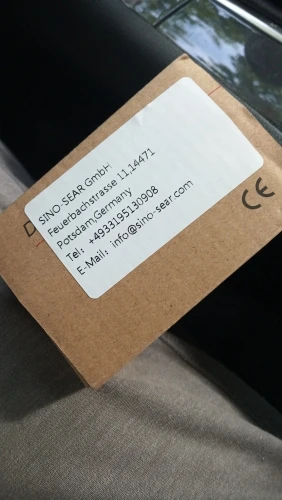 SINO-SEAR GmbH
Feuerbachstrasse 11,14471
Potsdam,Germany
Tel: +4933195130908
E-Mail: info@sino-sear.com
CE